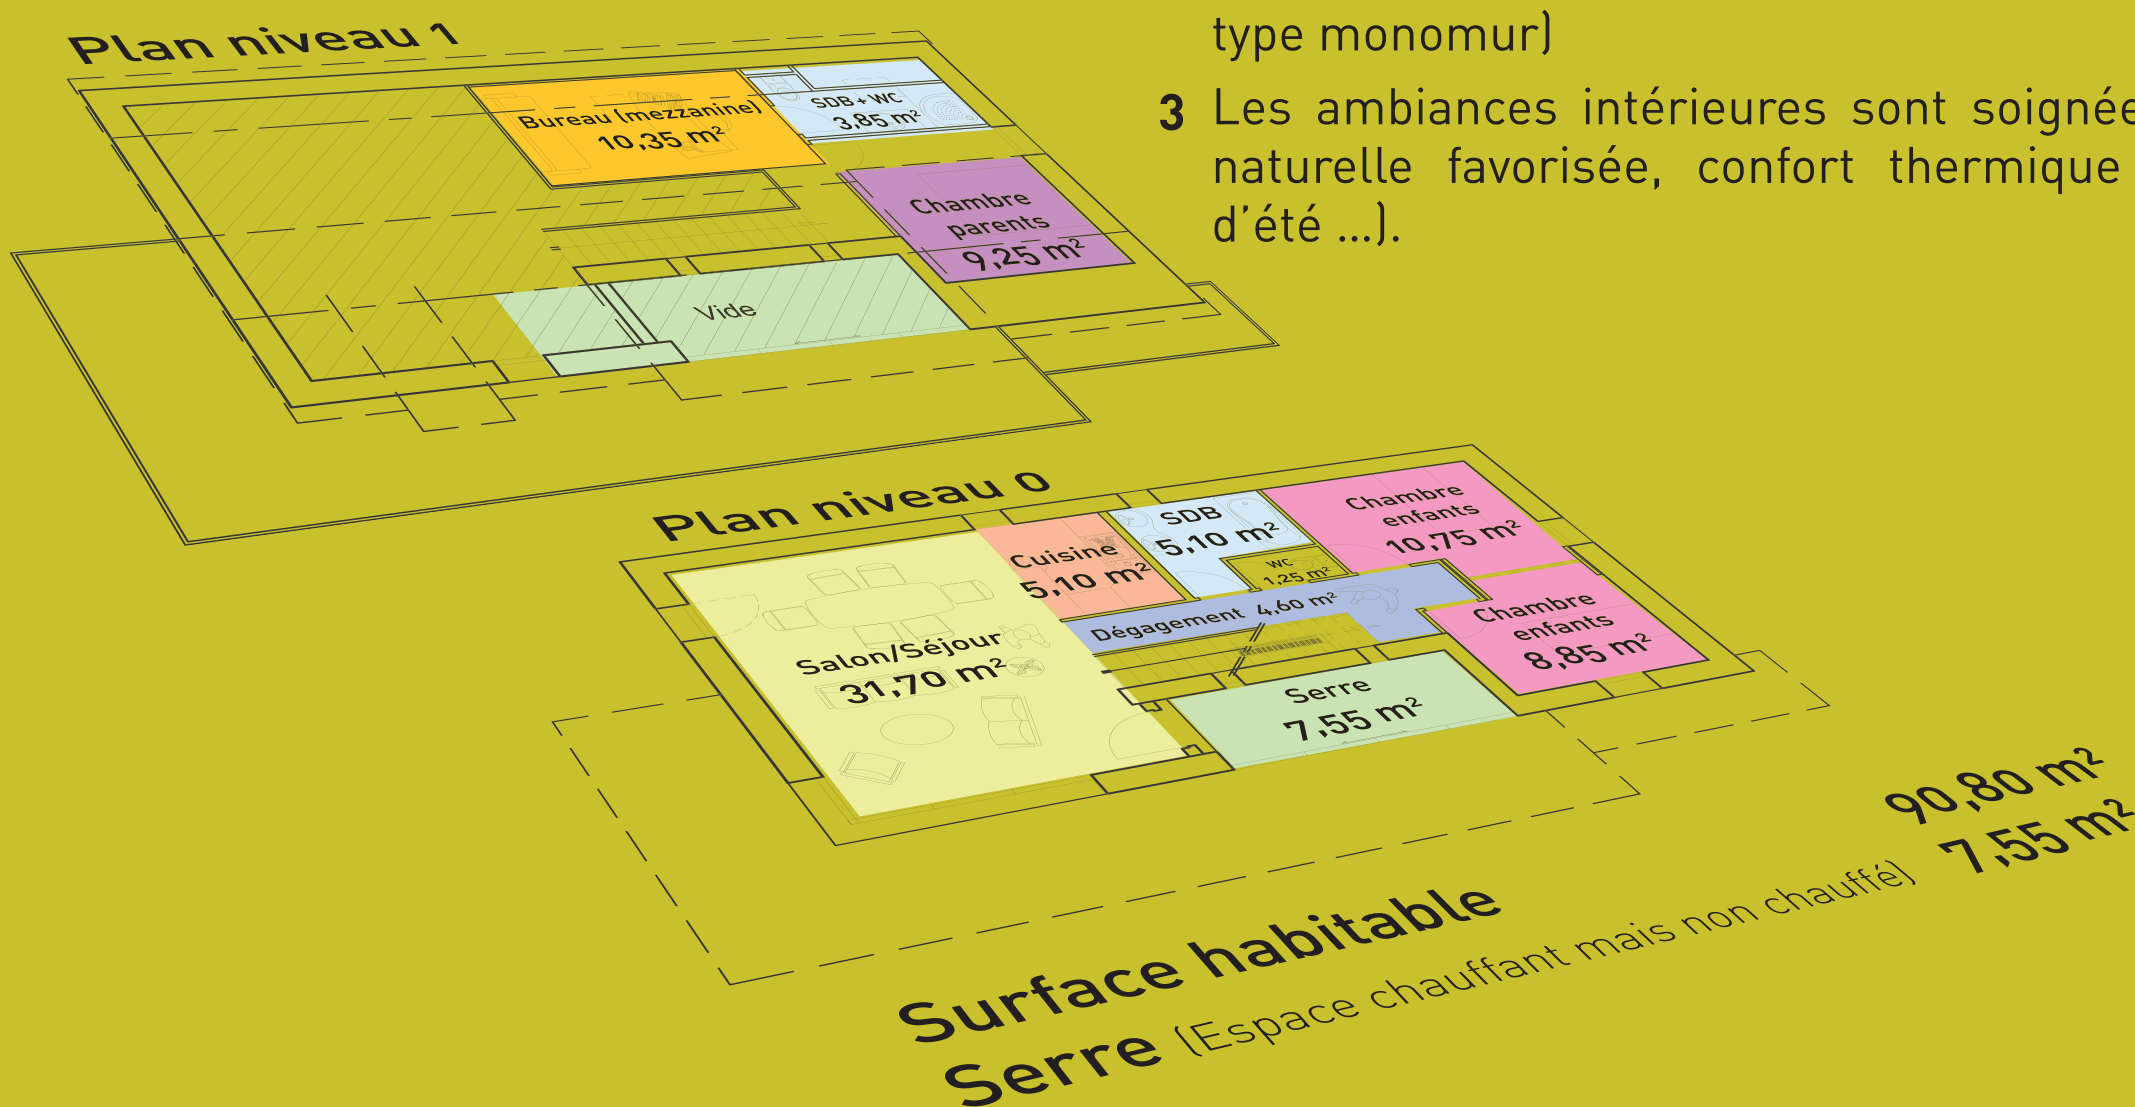 type monomur)
3 Les ambiances intérieures sont
naturelle favorisée, confort thermique
d'été ...).
Plan niveau 1
Bureau (mezzanine)
10,35 m²
SDB + WC
3,85 m²
Chambre
parents
9,25 m²
Vide
Plan niveau 0
Cuisine
5,10 m²
SDB
5,10 m²
WC
1,25 m²
Chambre
enfants
10,75 m²
Dégagement 4,60 m²
Chambre
enfants
8,85 m²
Salon/Séjour
31,70 m²
Serre
7,55 m²
Surface habitable 90,80 m²
Serre (Espace chauffant mais non chauffé) 7,55 m²